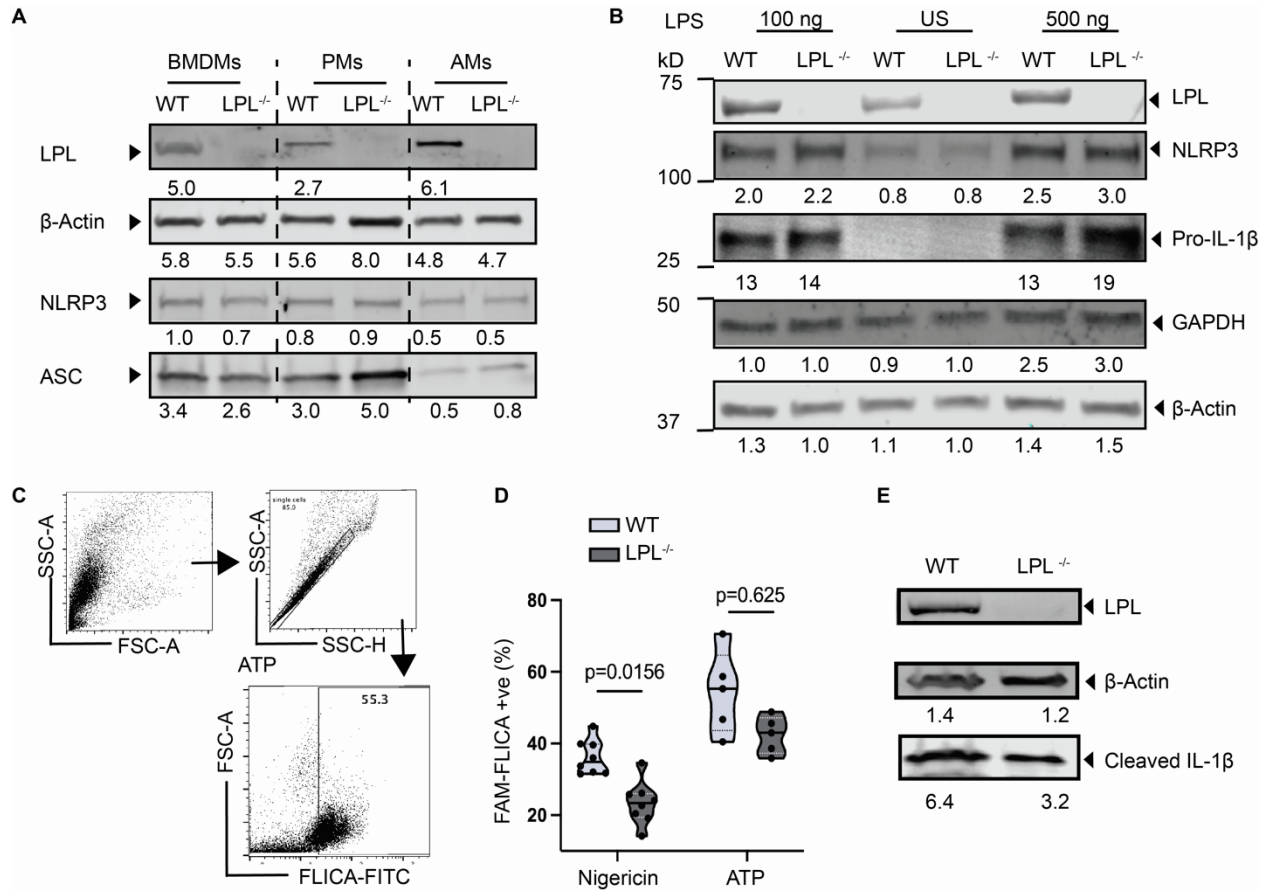 A
BMDMs PMs AMs
WT LPL-/- WT LPL-/- WT LPL-/-
LPL
5.0 2.7 6.1
β-Actin
5.8 5.5 5.6 8.0 4.8 4.7
NLRP3
1.0 0.7 0.8 0.9 0.5 0.5
ASC
3.4 2.6 3.0 5.0 0.5 0.8
B
LPS 100 ng US 500 ng
kD WT LPL -/- WT LPL -/- WT LPL -/-
75
LPL
NLRP3
100
2.0 2.2 0.8 0.8 2.5 3.0
Pro-IL-1β
25
13 14 13 19
50
GAPDH
1.0 1.0 0.9 1.0 2.5 3.0
β-Actin
37
1.3 1.0 1.1 1.0 1.4 1.5
C
SSC-A
FSC-A
single cells
85.0
SSC-A
SSC-H
ATP
55.3
FSC-A
FLICA-FITC
D
WT
LPL-/-
FAM-FLICA +ve (%)
80
60
40
20
p=0.0156
p=0.625
Nigericin ATP
E
WT LPL -/-
LPL
β-Actin
1.4 1.2
Cleaved IL-1β
6.4 3.2